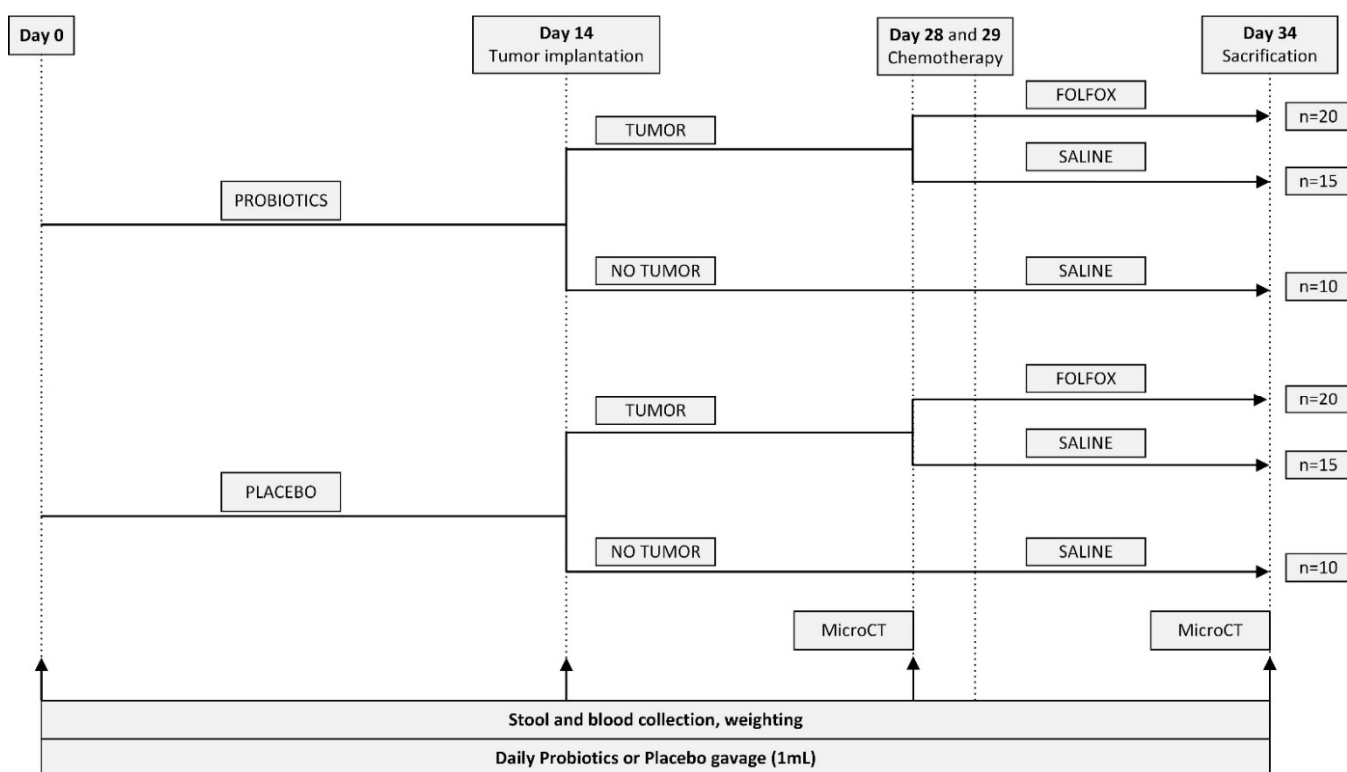 Day 0
Day 14
Tumor implantation
Day 28 and 29
Chemotherapy
Day 34
Sacrification
FOLFOX
n=20
TUMOR
SALINE
n=15
PROBIOTICS
NO TUMOR
SALINE
n=10
FOLFOX
n=20
TUMOR
SALINE
n=15
PLACEBO
NO TUMOR
SALINE
n=10
MicroCT
MicroCT
Stool and blood collection, weighting
Daily Probiotics or Placebo gavage (1mL)